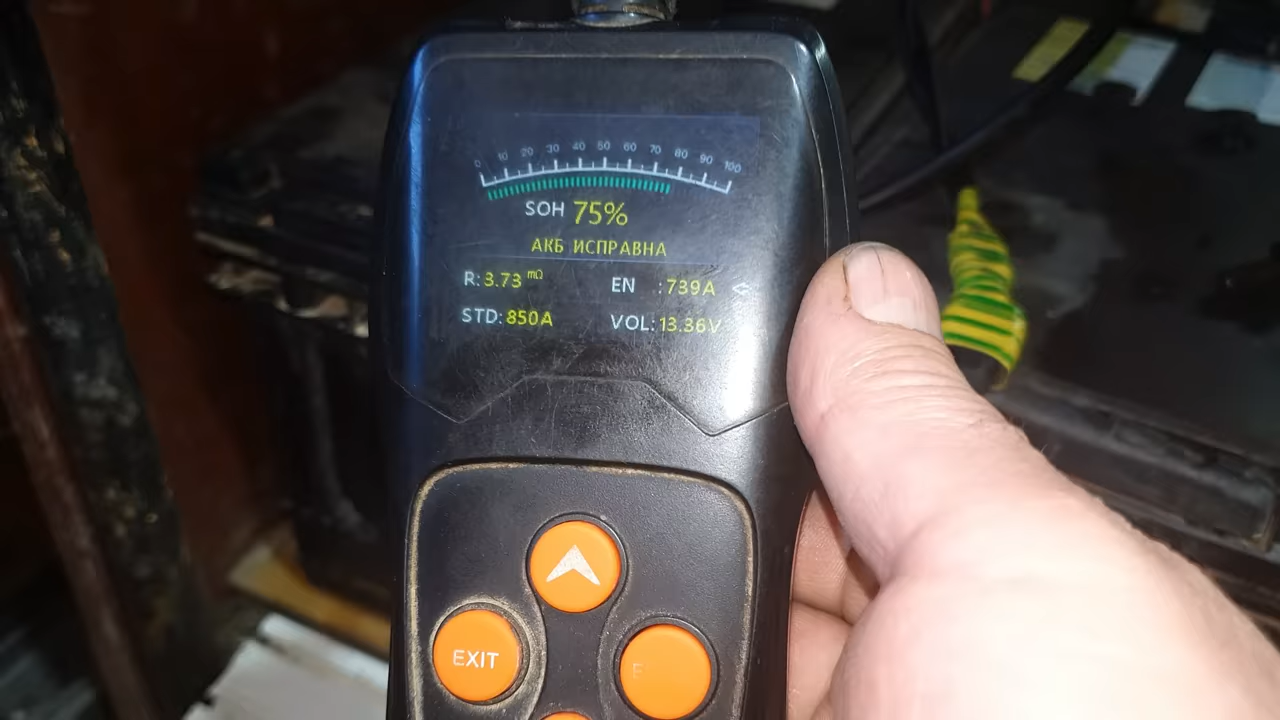 0 10 20 30 40 50 60 70 80 90 100
SOH 75%
АКБ ИСПРАВНА
R:3.73 mΩ EN :739A
STD:850A VOL:13.36V
EXIT
E